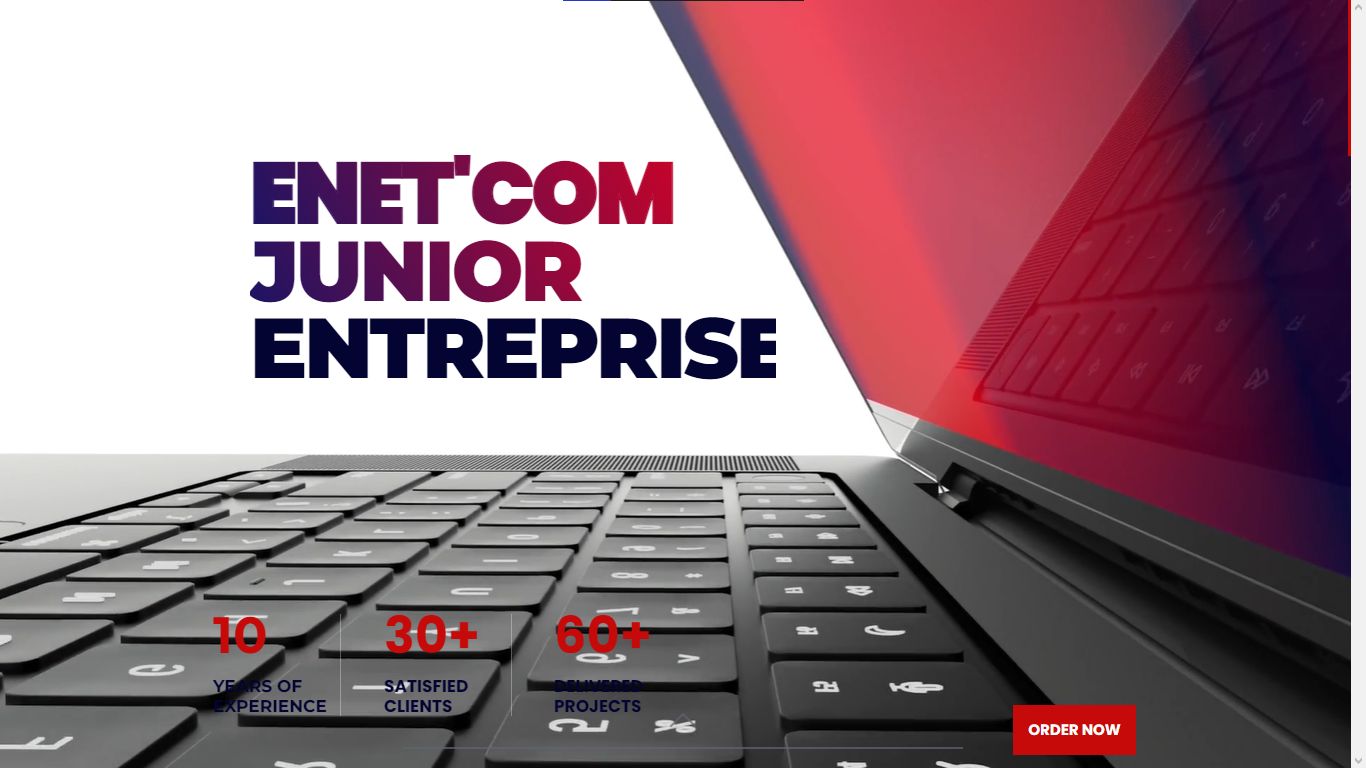 ENET'COM
JUNIOR
ENTREPRISE
10
YEARS OF
EXPERIENCE
30+
SATISFIED
CLIENTS
60+
DELIVERED
PROJECTS
ORDER NOW